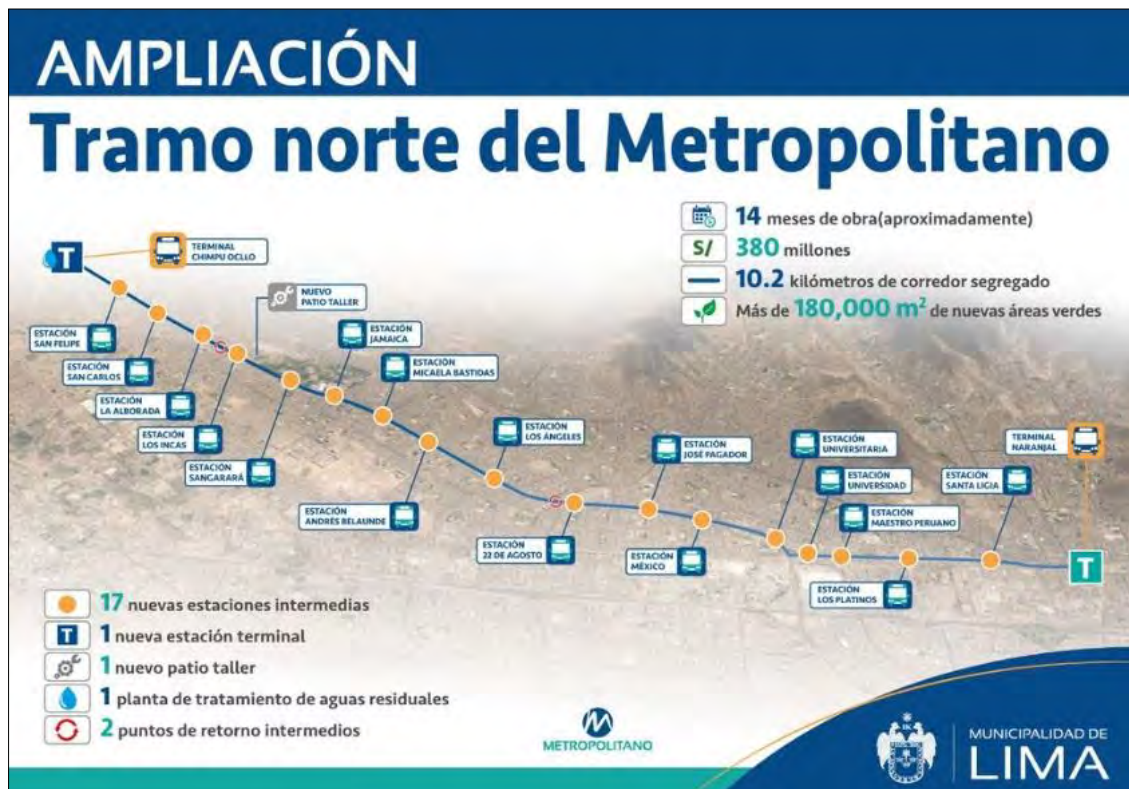 AMPLIACIÓN
Tramo norte del Metropolitano
14 meses de obra(aproximadamente)
S/ 380 millones
10.2 kilómetros de corredor segregado
Más de 180,000 m² de nuevas áreas verdes
T
TERMINAL
CHIMPU OCLLO
NUEVO
PATIO TALLER
ESTACIÓN
SAN FELIPE
ESTACIÓN
SAN CARLOS
ESTACIÓN
LA ALBORADA
ESTACIÓN
LOS INCAS
ESTACIÓN
SANGARARÁ
ESTACIÓN
JAMAICA
ESTACIÓN
MICAELA BASTIDAS
ESTACIÓN
ANDRÉS BELAUNDE
ESTACIÓN
LOS ÁNGELES
ESTACIÓN
22 DE AGOSTO
ESTACIÓN
JOSÉ PAGADOR
ESTACIÓN
MÉXICO
ESTACIÓN
UNIVERSITARIA
ESTACIÓN
UNIVERSIDAD
ESTACIÓN
MAESTRO PERUANO
ESTACIÓN
LOS PLATINOS
ESTACIÓN
SANTA LIGIA
TERMINAL
NARANJAL
T
17 nuevas estaciones intermedias
T 1 nueva estación terminal
1 nuevo patio taller
1 planta de tratamiento de aguas residuales
2 puntos de retorno intermedios
M
METROPOLITANO
MUNICIPALIDAD DE
LIMA